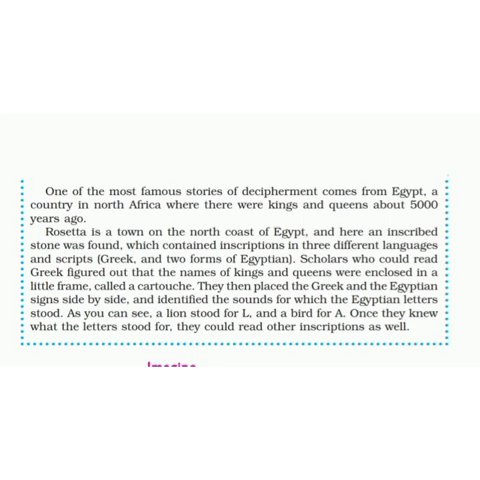 One of the most famous stories of decipherment comes from Egypt, a
country in north Africa where there were kings and queens about 5000
years ago.
Rosetta is a town on the north coast of Egypt, and here an inscribed
stone was found, which contained inscriptions in three different languages
and scripts (Greek, and two forms of Egyptian). Scholars who could read
Greek figured out that the names of kings and queens were enclosed in a
little frame, called a cartouche. They then placed the Greek and the Egyptian
signs side by side, and identified the sounds for which the Egyptian letters
stood. As you can see, a lion stood for L, and a bird for A. Once they knew
what the letters stood for, they could read other inscriptions as well.